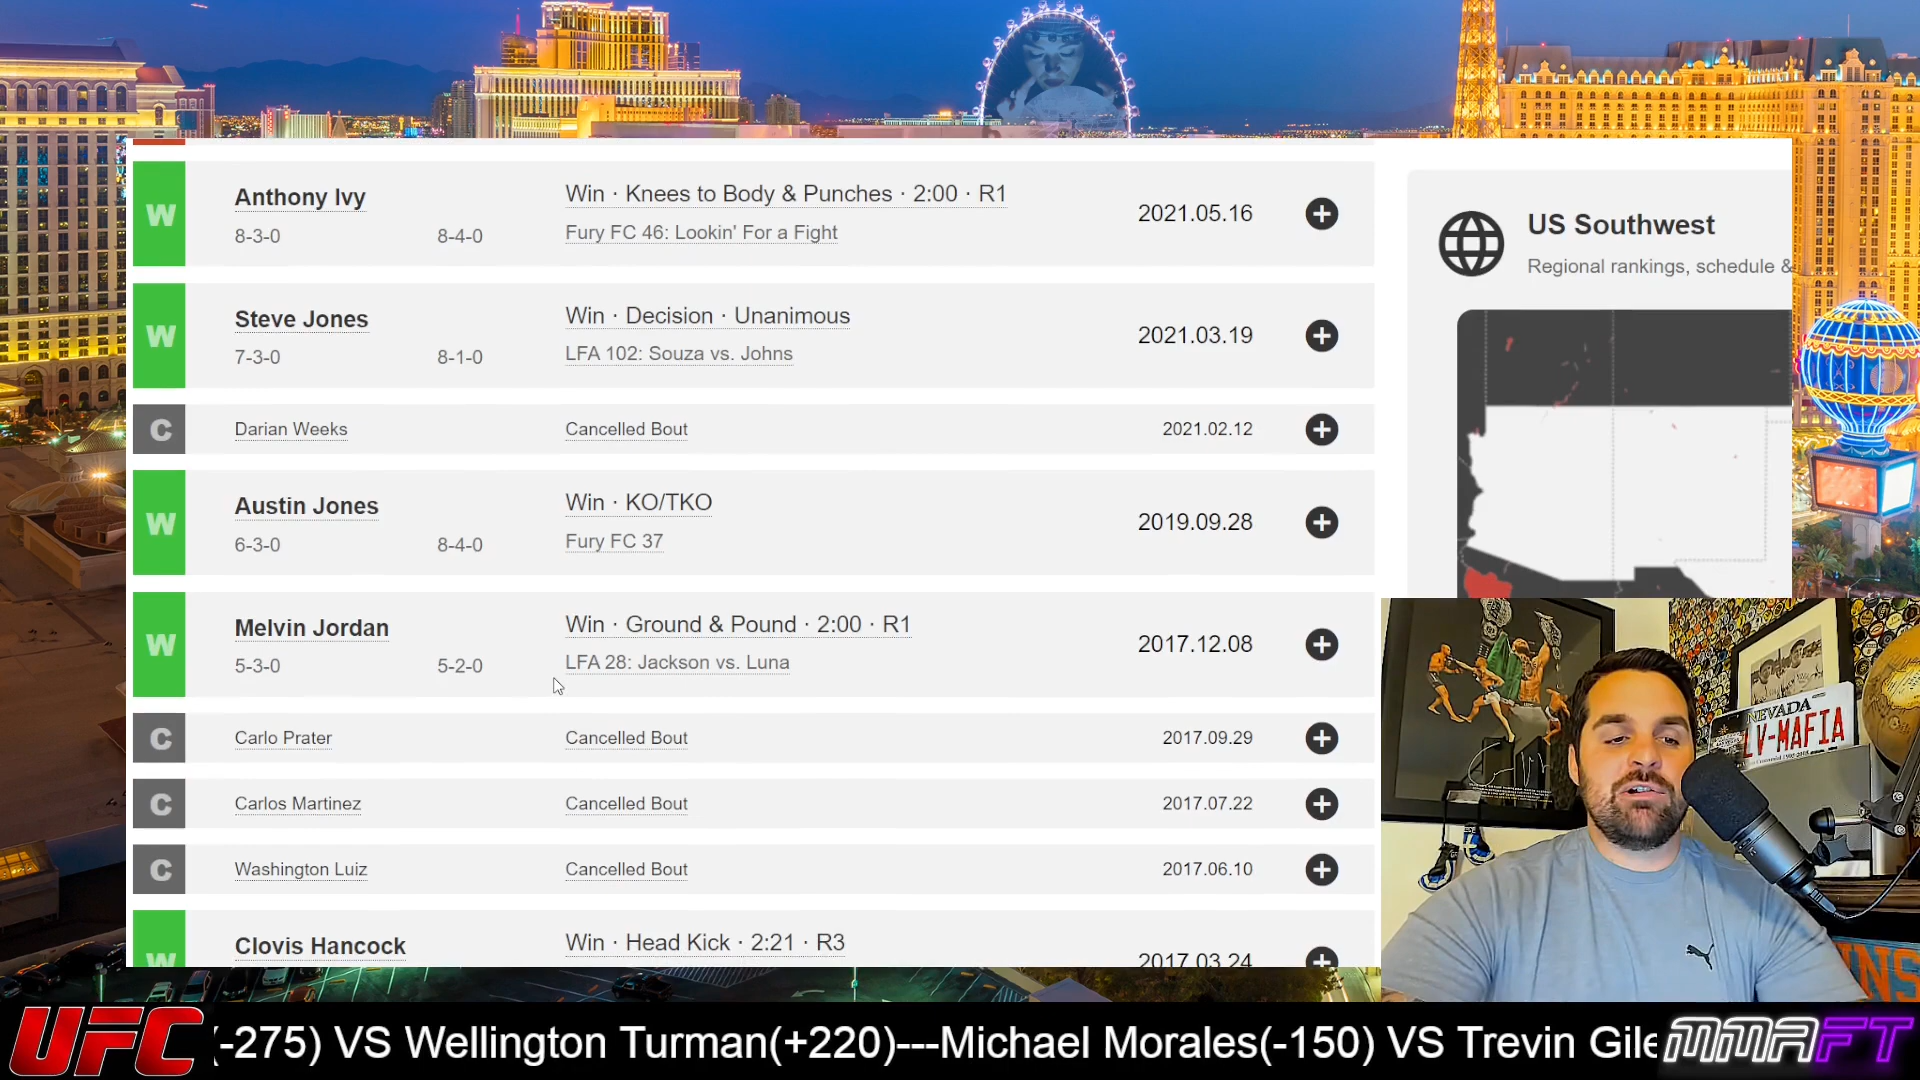 W
Anthony Ivy
Win · Knees to Body & Punches · 2:00 · R1
8-3-0
8-4-0
Fury FC 46: Lookin' For a Fight
2021.05.16
W
Steve Jones
Win · Decision · Unanimous
7-3-0
8-1-0
LFA 102: Souza vs. Johns
2021.03.19
C
Darian Weeks
Cancelled Bout
2021.02.12
W
Austin Jones
Win · KO/TKO
6-3-0
8-4-0
Fury FC 37
2019.09.28
W
Melvin Jordan
Win · Ground & Pound · 2:00 · R1
5-3-0
5-2-0
LFA 28: Jackson vs. Luna
2017.12.08
C
Carlo Prater
Cancelled Bout
2017.09.29
C
Carlos Martinez
Cancelled Bout
2017.07.22
C
Washington Luiz
Cancelled Bout
2017.06.10
W
Clovis Hancock
Win · Head Kick · 2:21 · R3
2017.03.24
US Southwest
Regional rankings, schedule &
NEVADA
LV-MAFIA
INS
UFC
(-275) VS Wellington Turman(+220)---Michael Morales(-150) VS Trevin Gile
MMAFT